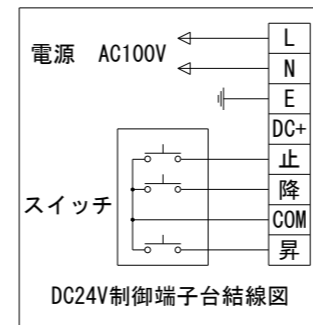 電源 AC100V
L
N
E
DC+
止
降
COM
昇
スイッチ
DC24V制御端子台結線図